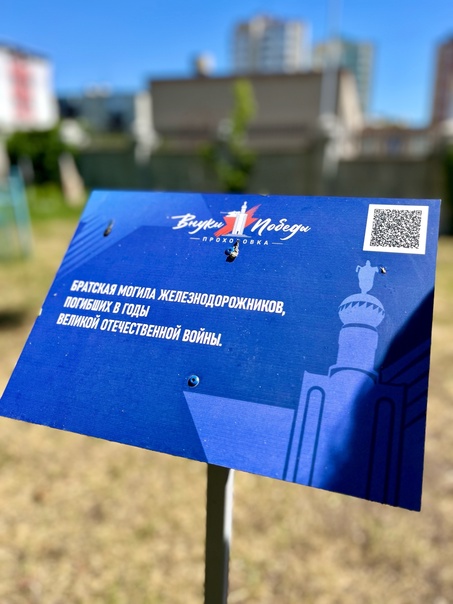 Внуки Победы
ПРОХОРОВКА
БРАТСКАЯ МОГИЛА ЖЕЛЕЗНОДОРОЖНИКОВ,
ПОГИБШИХ В ГОДЫ
ВЕЛИКОЙ ОТЕЧЕСТВЕННОЙ ВОЙНЫ.